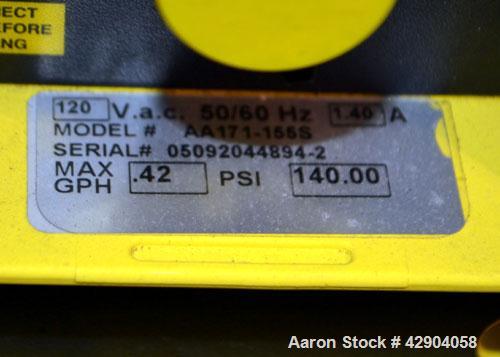 ECT
EFORE
NG
120 V.a.c. 50/60 Hz 1.40 A
MODEL # AA171-155S
SERIAL# 05092044894-2
MAX GPH .42 PSI 140.00
Aaron Stock # 42904058